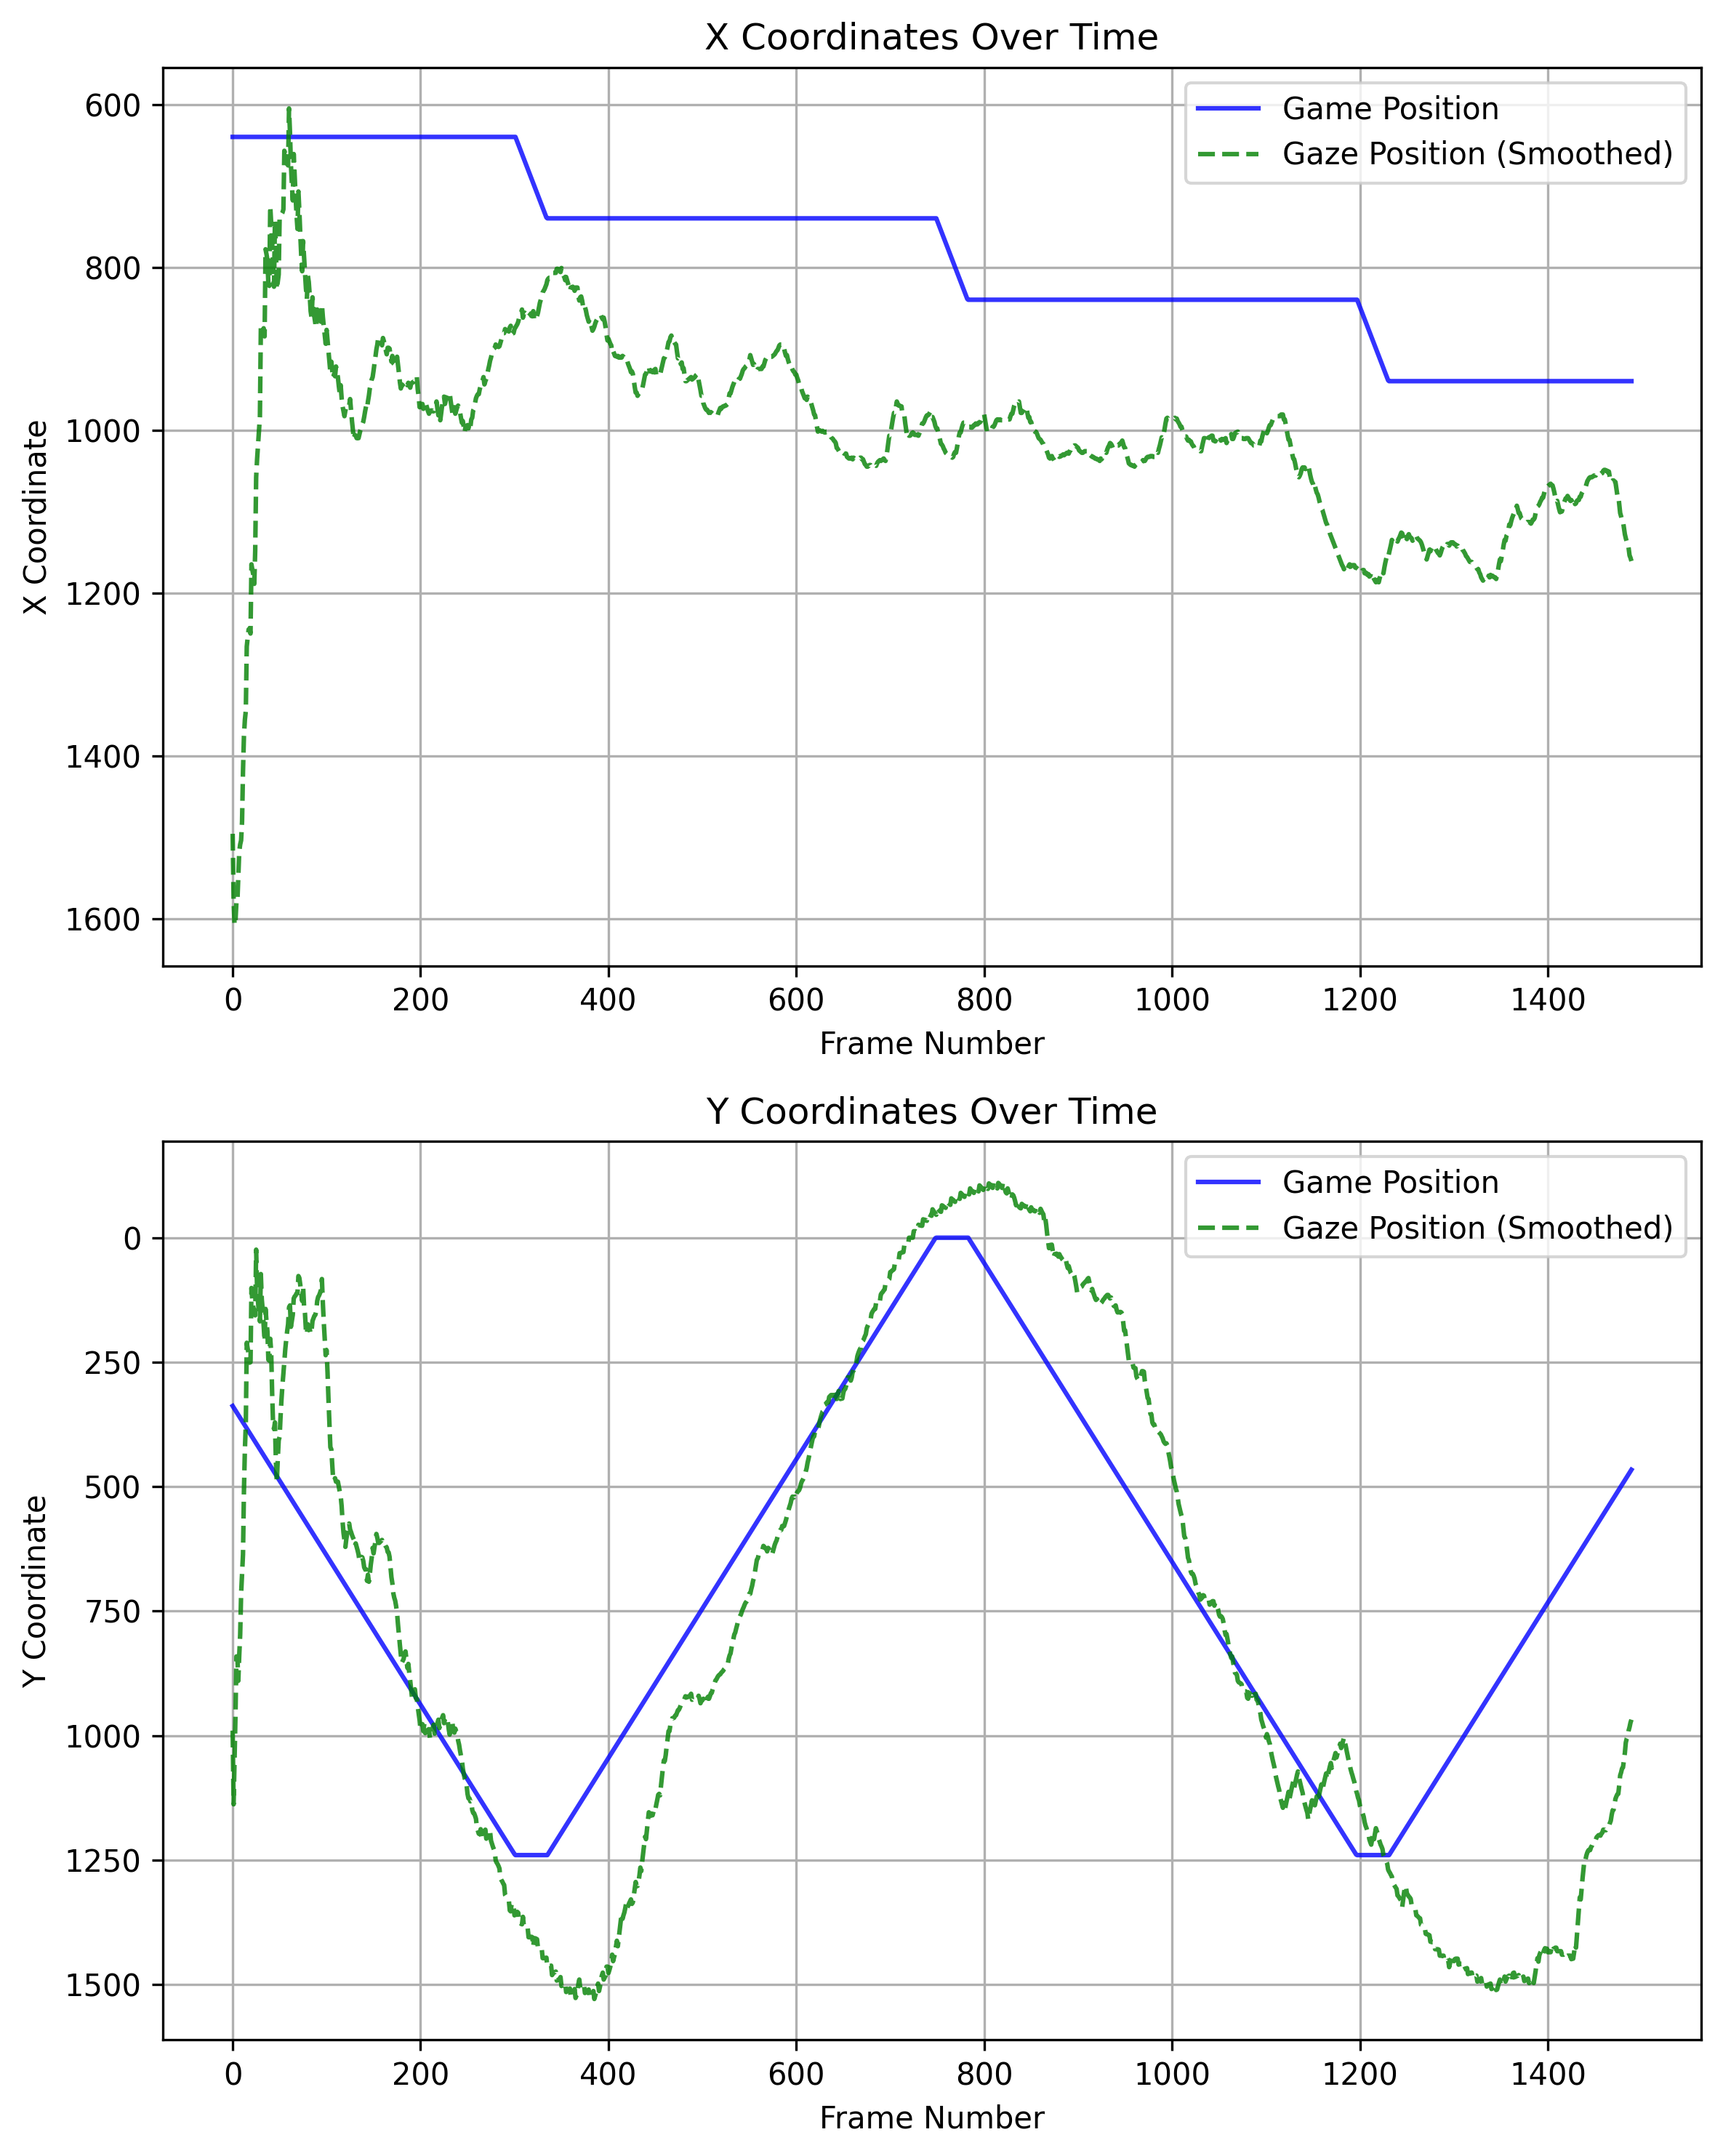 X Coordinates Over Time
Game Position
Gaze Position (Smoothed)
X Coordinate
600
800
1000
1200
1400
1600
0 200 400 600 800 1000 1200 1400
Frame Number
Y Coordinates Over Time
Game Position
Gaze Position (Smoothed)
Y Coordinate
0
250
500
750
1000
1250
1500
0 200 400 600 800 1000 1200 1400
Frame Number